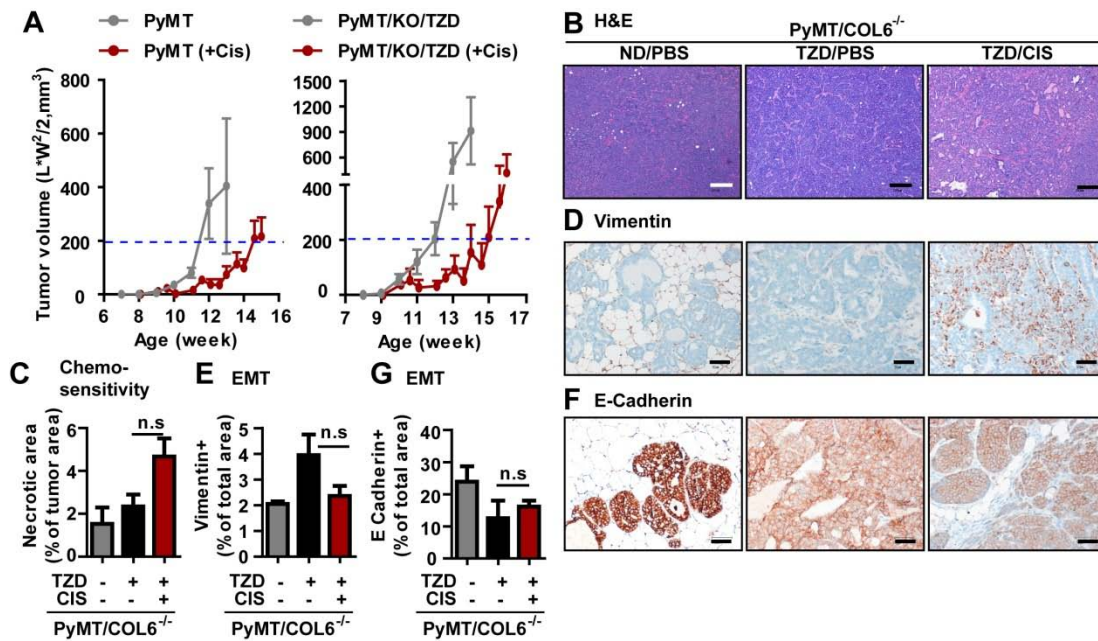 A
PyMT
PyMT (+Cis)
PyMT/KO/TZD
PyMT/KO/TZD (+Cis)
Tumor volume (L*W²/2,mm³)
800
600
400
200
0
6 8 10 12 14 16
Age (week)
1500
1200
900
600
300
200
0
7 9 11 13 15 17
Age (week)
B H&E
PyMT/COL6-/-
ND/PBS TZD/PBS TZD/CIS
D Vimentin
F E-Cadherin
C Chemo-
sensitivity
Necrotic area
(% of tumor area)
6
4
2
0
n.s
TZD - + +
CIS - - +
PyMT/COL6-/-
E EMT
Vimentin+
(% of total area)
6
5
4
3
2
1
0
n.s
TZD - + +
CIS - - +
PyMT/COL6-/-
G EMT
E Cadherin+
(% of total area)
40
30
20
10
0
n.s
TZD - + +
CIS - - +
PyMT/COL6-/-